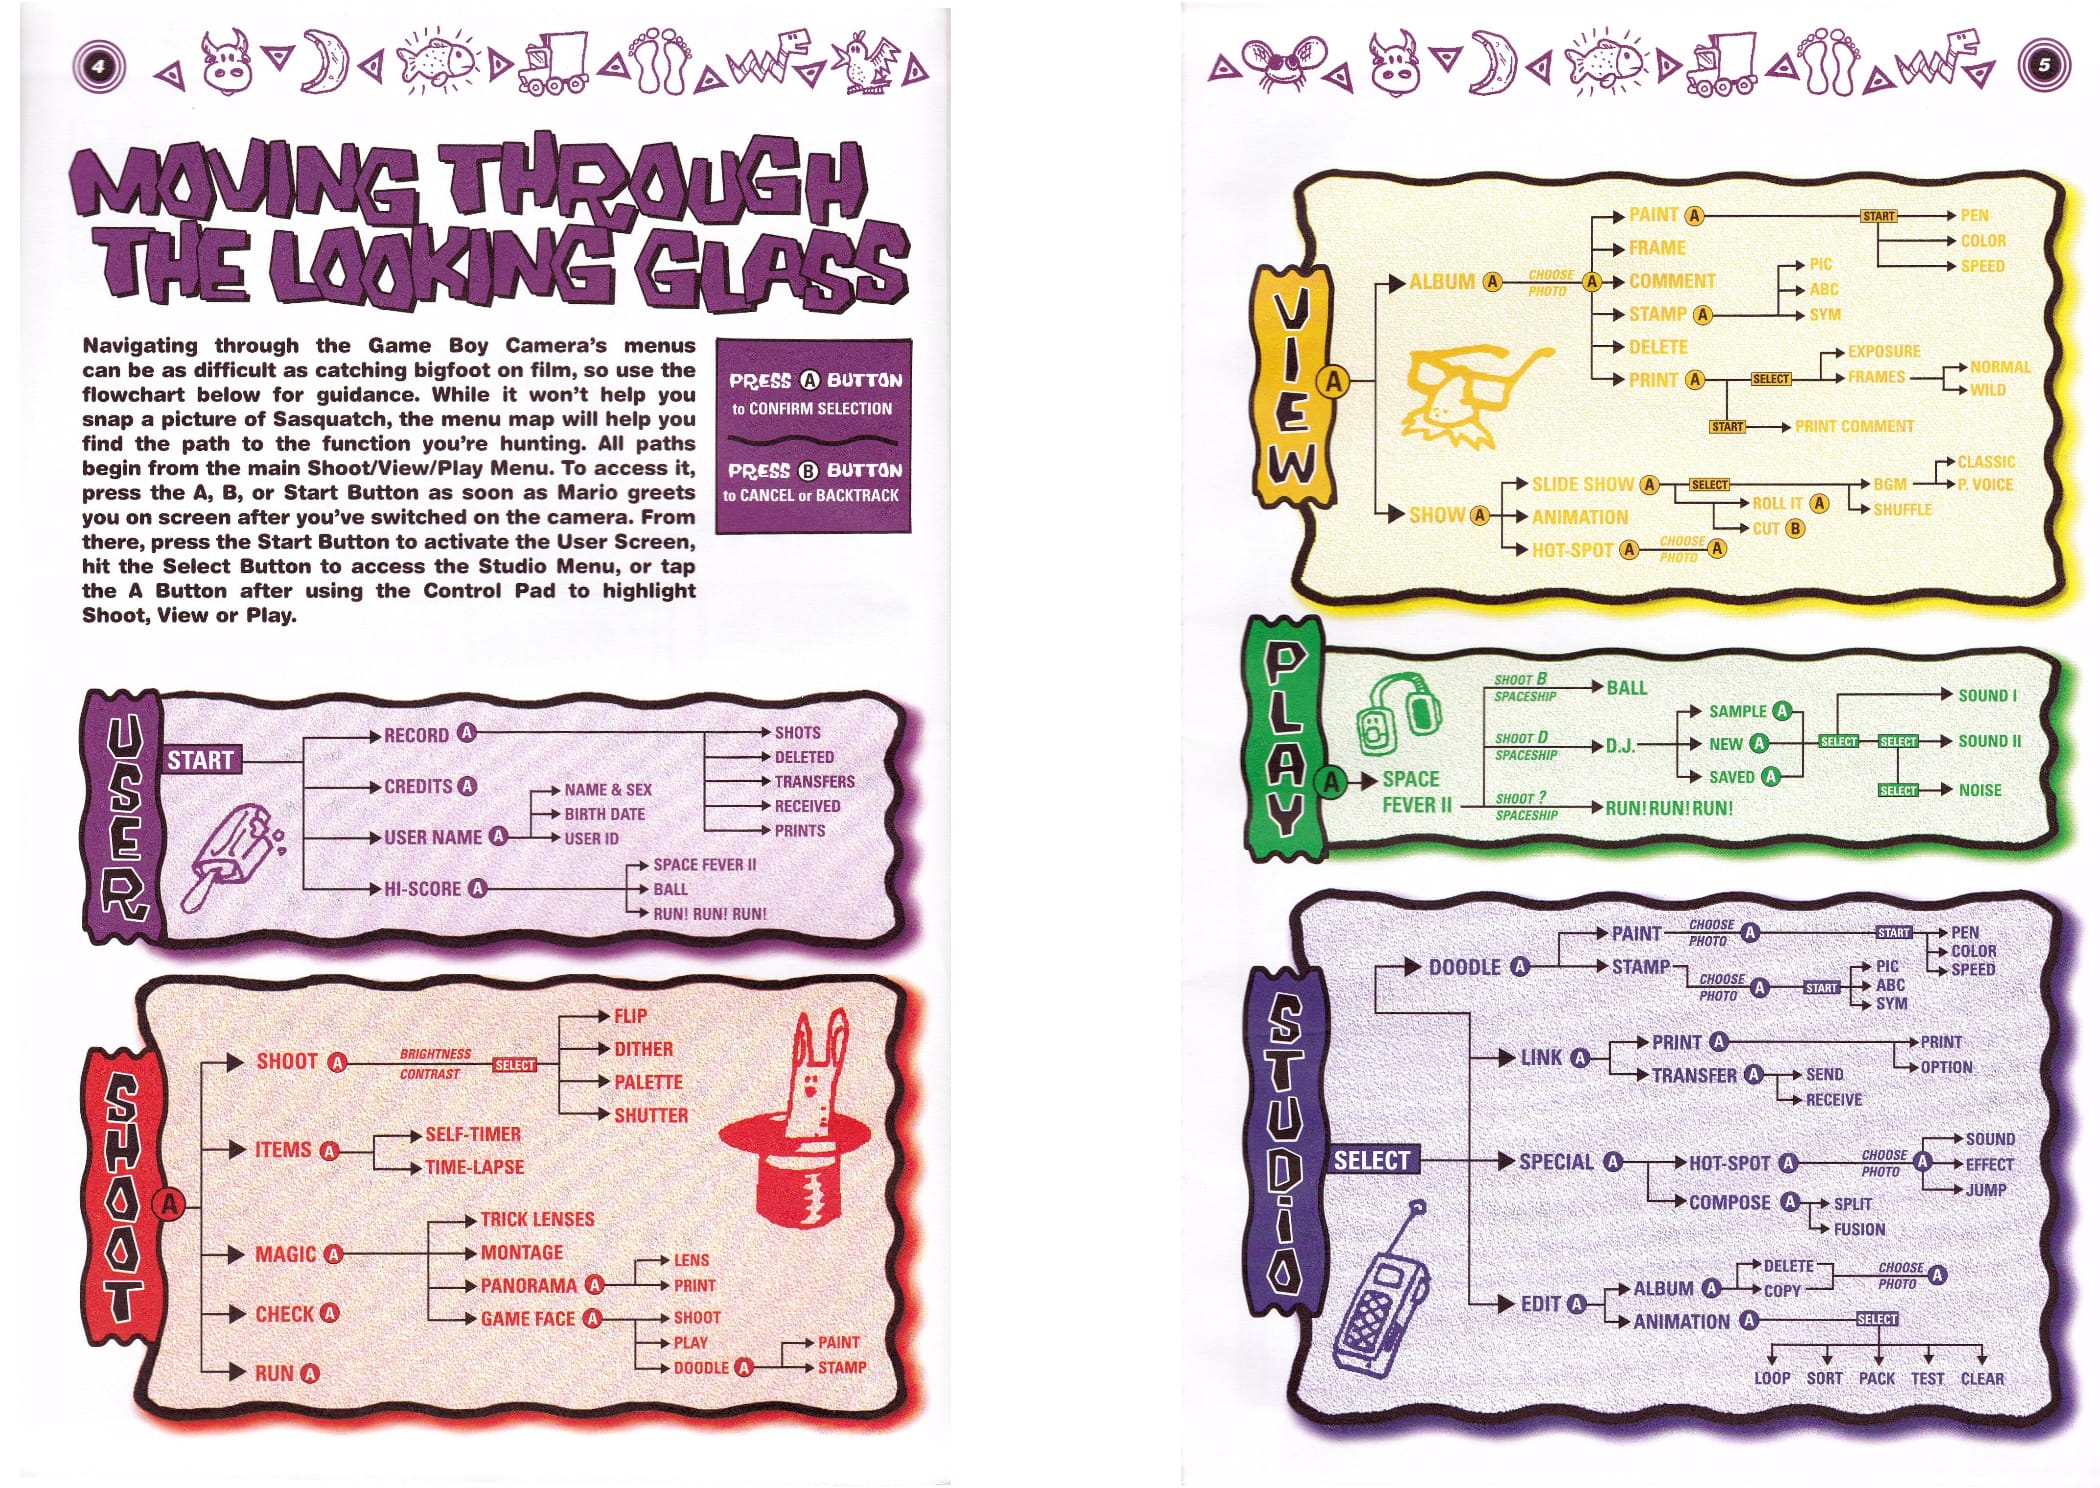 4
MOVING THROUGH
THE LOOKING GLASS
Navigating through the Game Boy Camera's menus
can be as difficult as catching bigfoot on film, so use the
flowchart below for guidance. While it won't help you
snap a picture of Sasquatch, the menu map will help you
find the path to the function you're hunting. All paths
begin from the main Shoot/View/Play Menu. To access it,
press the A, B, or Start Button as soon as Mario greets
you on screen after you've switched on the camera. From
there, press the Start Button to activate the User Screen,
hit the Select Button to access the Studio Menu, or tap
the A Button after using the Control Pad to highlight
Shoot, View or Play.
PRESS A BUTTON
to CONFIRM SELECTION
PRESS B BUTTON
to CANCEL or BACKTRACK
USER
START
RECORD A
SHOTS
DELETED
TRANSFERS
RECEIVED
PRINTS
CREDITS A
USER NAME A
NAME & SEX
BIRTH DATE
USER ID
HI-SCORE A
SPACE FEVER II
BALL
RUN! RUN! RUN!
SHOOT
A
SHOOT A
BRIGHTNESS
CONTRAST
SELECT
FLIP
DITHER
PALETTE
SHUTTER
ITEMS A
SELF-TIMER
TIME-LAPSE
MAGIC A
TRICK LENSES
MONTAGE
PANORAMA A
LENS
PRINT
GAME FACE A
SHOOT
PLAY
DOODLE A
PAINT
STAMP
CHECK A
RUN A
5
VIEW
A
ALBUM A
CHOOSE
PHOTO
A
PAINT A
START
PEN
COLOR
SPEED
FRAME
COMMENT
STAMP A
PIC
ABC
SYM
DELETE
PRINT A
SELECT
EXPOSURE
FRAMES
NORMAL
WILD
START
PRINT COMMENT
SHOW A
SLIDE SHOW A
SELECT
BGM
CLASSIC
P. VOICE
SHUFFLE
ROLL IT A
CUT B
ANIMATION
HOT-SPOT A
CHOOSE
PHOTO
A
PLAY
A
SPACE
FEVER II
SHOOT B
SPACESHIP
BALL
SHOOT D
SPACESHIP
D.J.
SAMPLE A
NEW A
SAVED A
SELECT
SOUND I
SELECT
SOUND II
SELECT
NOISE
SHOOT ?
SPACESHIP
RUN! RUN! RUN!
STUDIO
SELECT
DOODLE A
PAINT
CHOOSE
PHOTO
A
START
PEN
COLOR
SPEED
STAMP
CHOOSE
PHOTO
A
START
PIC
ABC
SYM
LINK A
PRINT A
PRINT
OPTION
TRANSFER A
SEND
RECEIVE
SPECIAL A
HOT-SPOT A
CHOOSE
PHOTO
A
SOUND
EFFECT
JUMP
COMPOSE A
SPLIT
FUSION
EDIT A
ALBUM A
DELETE
COPY
CHOOSE
PHOTO
A
ANIMATION A
SELECT
LOOP SORT PACK TEST CLEAR